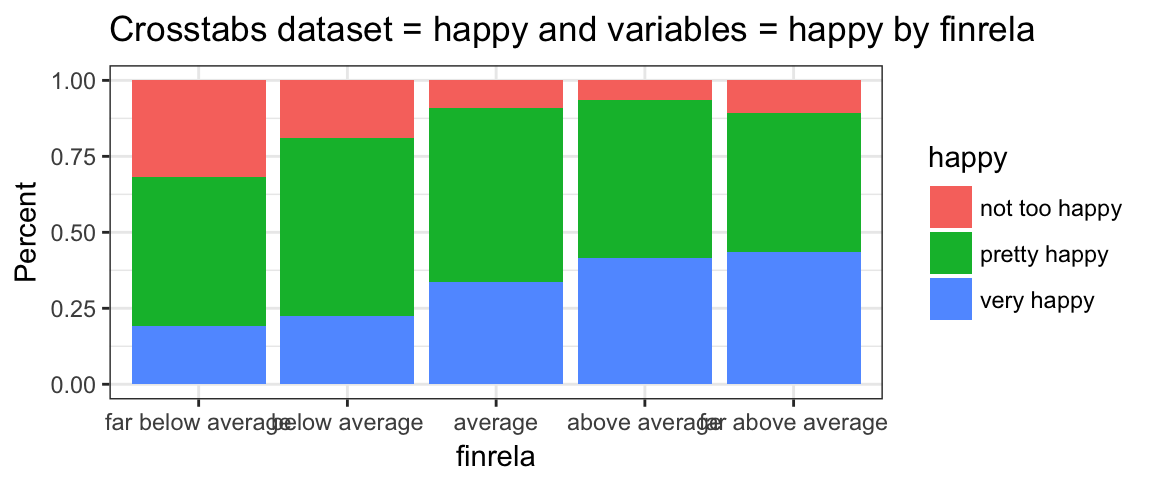 Crosstabs dataset = happy and variables = happy by finrela
Percent
1.00
0.75
0.50
0.25
0.00
far below average
below average
average
above average
far above average
finrela
happy
not too happy
pretty happy
very happy